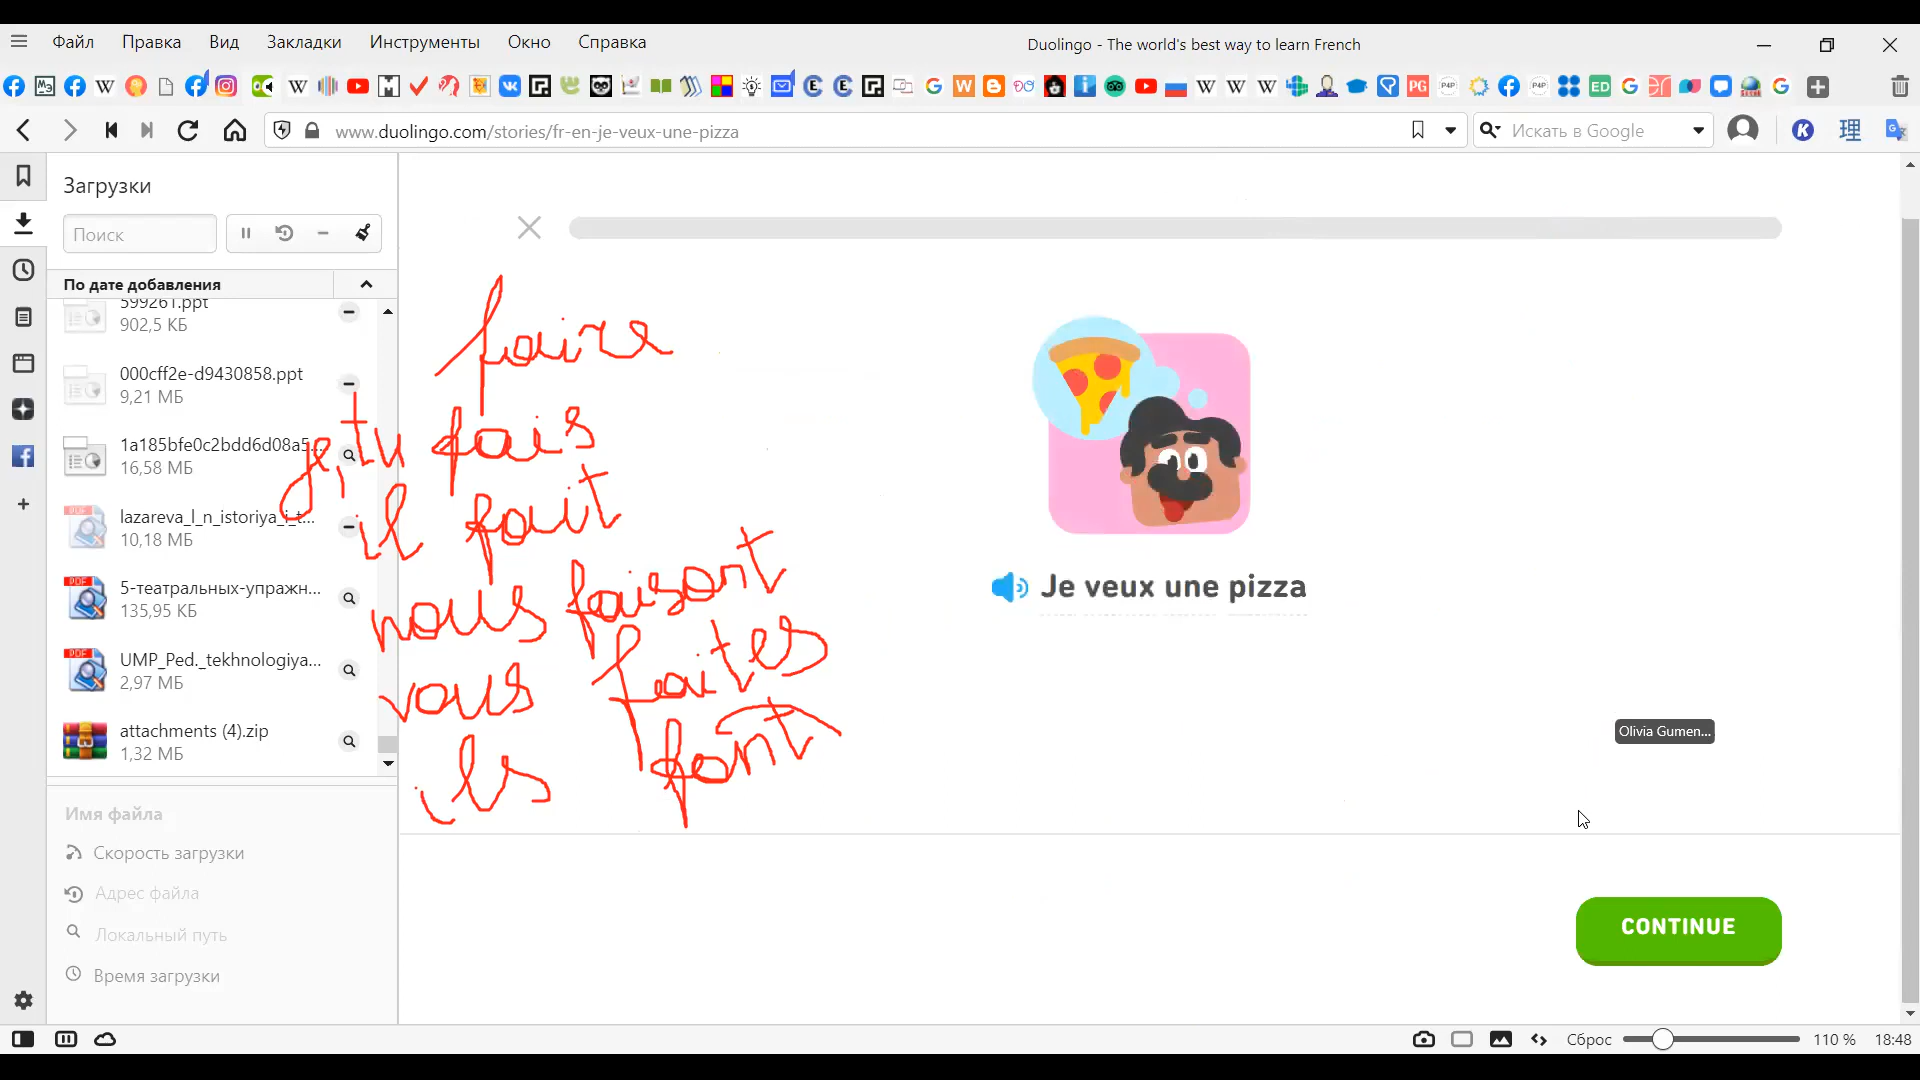 Файл Правка Вид Закладки Инструменты Окно Справка
Duolingo - The world's best way to learn French
www.duolingo.com/stories/fr-en-je-veux-une-pizza
Искать в Google
Загрузки
Поиск
По дате добавления
599261.ppt
902,5 КБ
000cff2e-d9430858.ppt
9,21 МБ
1a185bfe0c2bdd6d08a5...
16,58 МБ
lazareva_l_n_istoriya_i_t...
10,18 МБ
5-театральных-упражн...
135,95 КБ
UMP_Ped._tekhnologiya...
2,97 МБ
attachments (4).zip
1,32 МБ
Имя файла
Скорость загрузки
Адрес файла
Локальный путь
Время загрузки
faire
je, tu fais
il fait
nous faisont
vous faites
ils font
Je veux une pizza
Olivia Gumen...
CONTINUE
Сброс
110 %
18:48